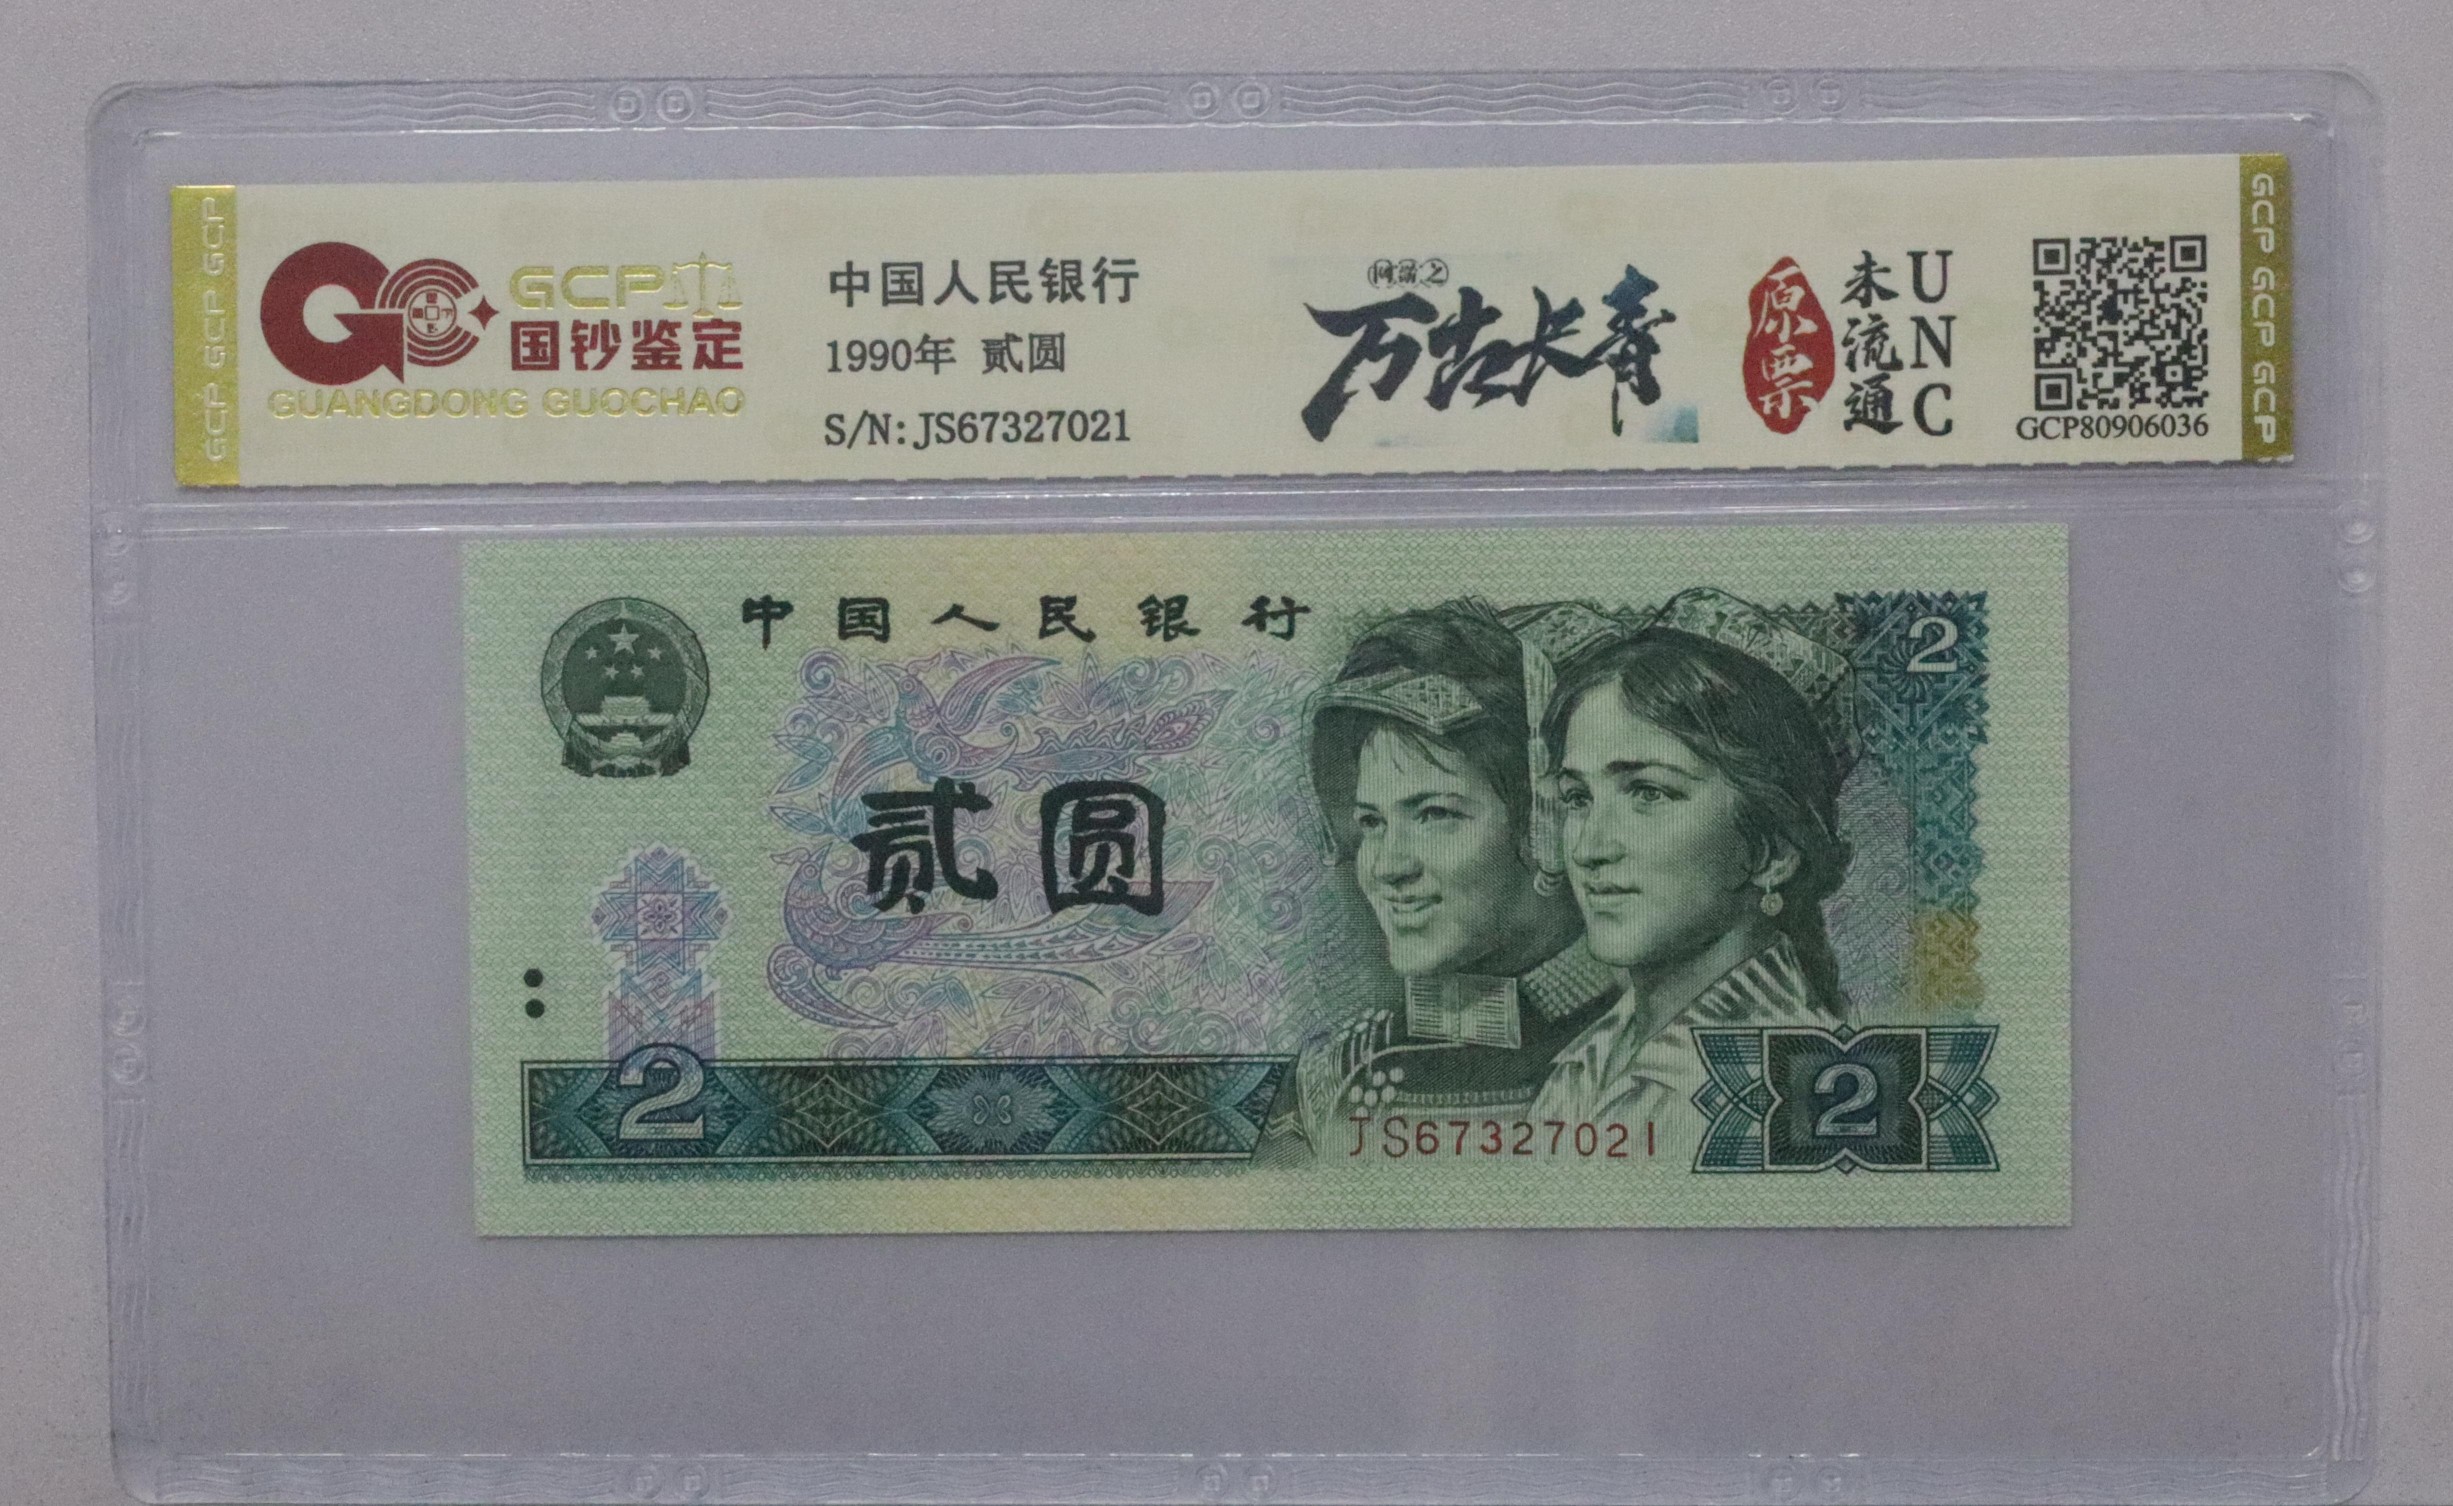 GCP
国钞鉴定
GUANGDONG GUOCHAO
中国人民银行
1990年 贰圆
S/N:JS67327021
万古长青
原票
未流通
UNC
GCP80906036
GCP GCP GCP
GCP GCP GCP
中国人民银行
2
贰圆
2
JS67327021
2